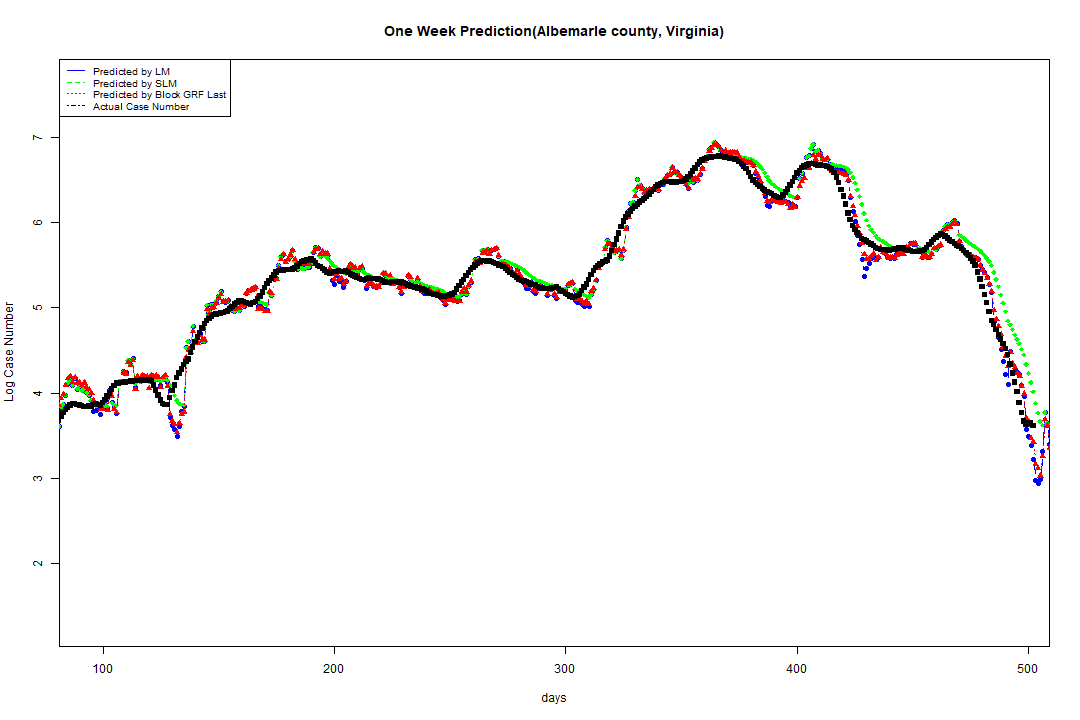 One Week Prediction(Albemarle county, Virginia)
Predicted by LM
Predicted by SLM
Predicted by Block GRF Last
Actual Case Number
7
6
5
4
3
2
Log Case Number
100 200 300 400 500
days